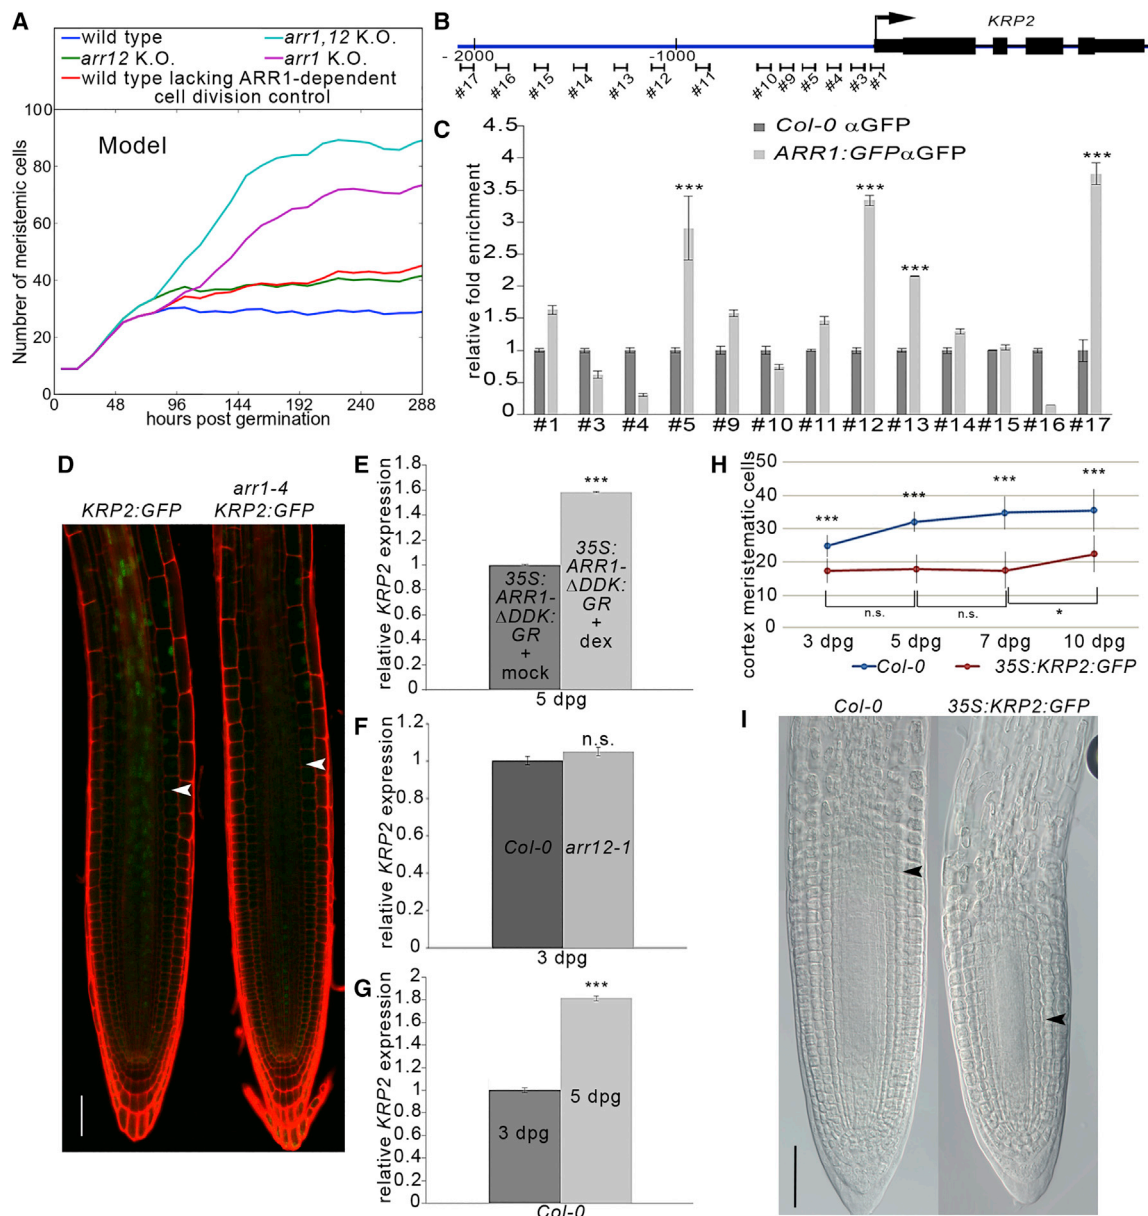 A
wild type
arr1,12 K.O.
arr12 K.O.
arr1 K.O.
wild type lacking ARR1-dependent
cell division control
Model
Numbrer of meristemic cells
100
80
60
40
20
0
0 48 96 144 192 240 288
hours post germination
B
KRP2
- 2000
-1000
#17 #16 #15 #14 #13 #12 #11 #10 #9 #5 #4 #3 #1
C
Col-0 αGFP
ARR1:GFPαGFP
relative fold enrichment
4.5
4
3.5
3
2.5
2
1.5
1
0.5
0
*** *** *** ***
#1 #3 #4 #5 #9 #10 #11 #12 #13 #14 #15 #16 #17
D
KRP2:GFP
arr1-4
KRP2:GFP
E
relative KRP2 expression
1.8
1.6
1.4
1.2
1
0.8
0.6
0.4
0.2
0
***
35S:
ARR1-
ΔDDK:
GR
+
mock
35S:
ARR1-
ΔDDK:
GR
+
dex
5 dpg
F
relative KRP2 expression
1.2
1
0.8
0.6
0.4
0.2
0
n.s.
Col-0
arr12-1
3 dpg
G
relative KRP2 expression
2
1.8
1.6
1.4
1.2
1
0.8
0.6
0.4
0.2
0
***
3 dpg
5 dpg
Col-0
H
cortex meristematic cells
50
40
30
20
10
0
*** *** *** ***
n.s. n.s. *
3 dpg 5 dpg 7 dpg 10 dpg
Col-0 35S:KRP2:GFP
I
Col-0
35S:KRP2:GFP